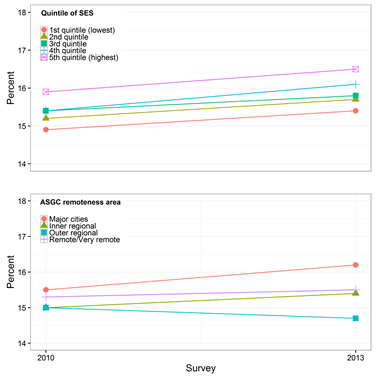 Quintile of SES
1st quintile (lowest)
2nd quintile
3rd quintile
4th quintile
5th quintile (highest)
18
17
16
15
14
Percent
ASGC remoteness area
Major cities
Inner regional
Outer regional
Remote/Very remote
18
17
16
15
14
Percent
2010
2013
Survey